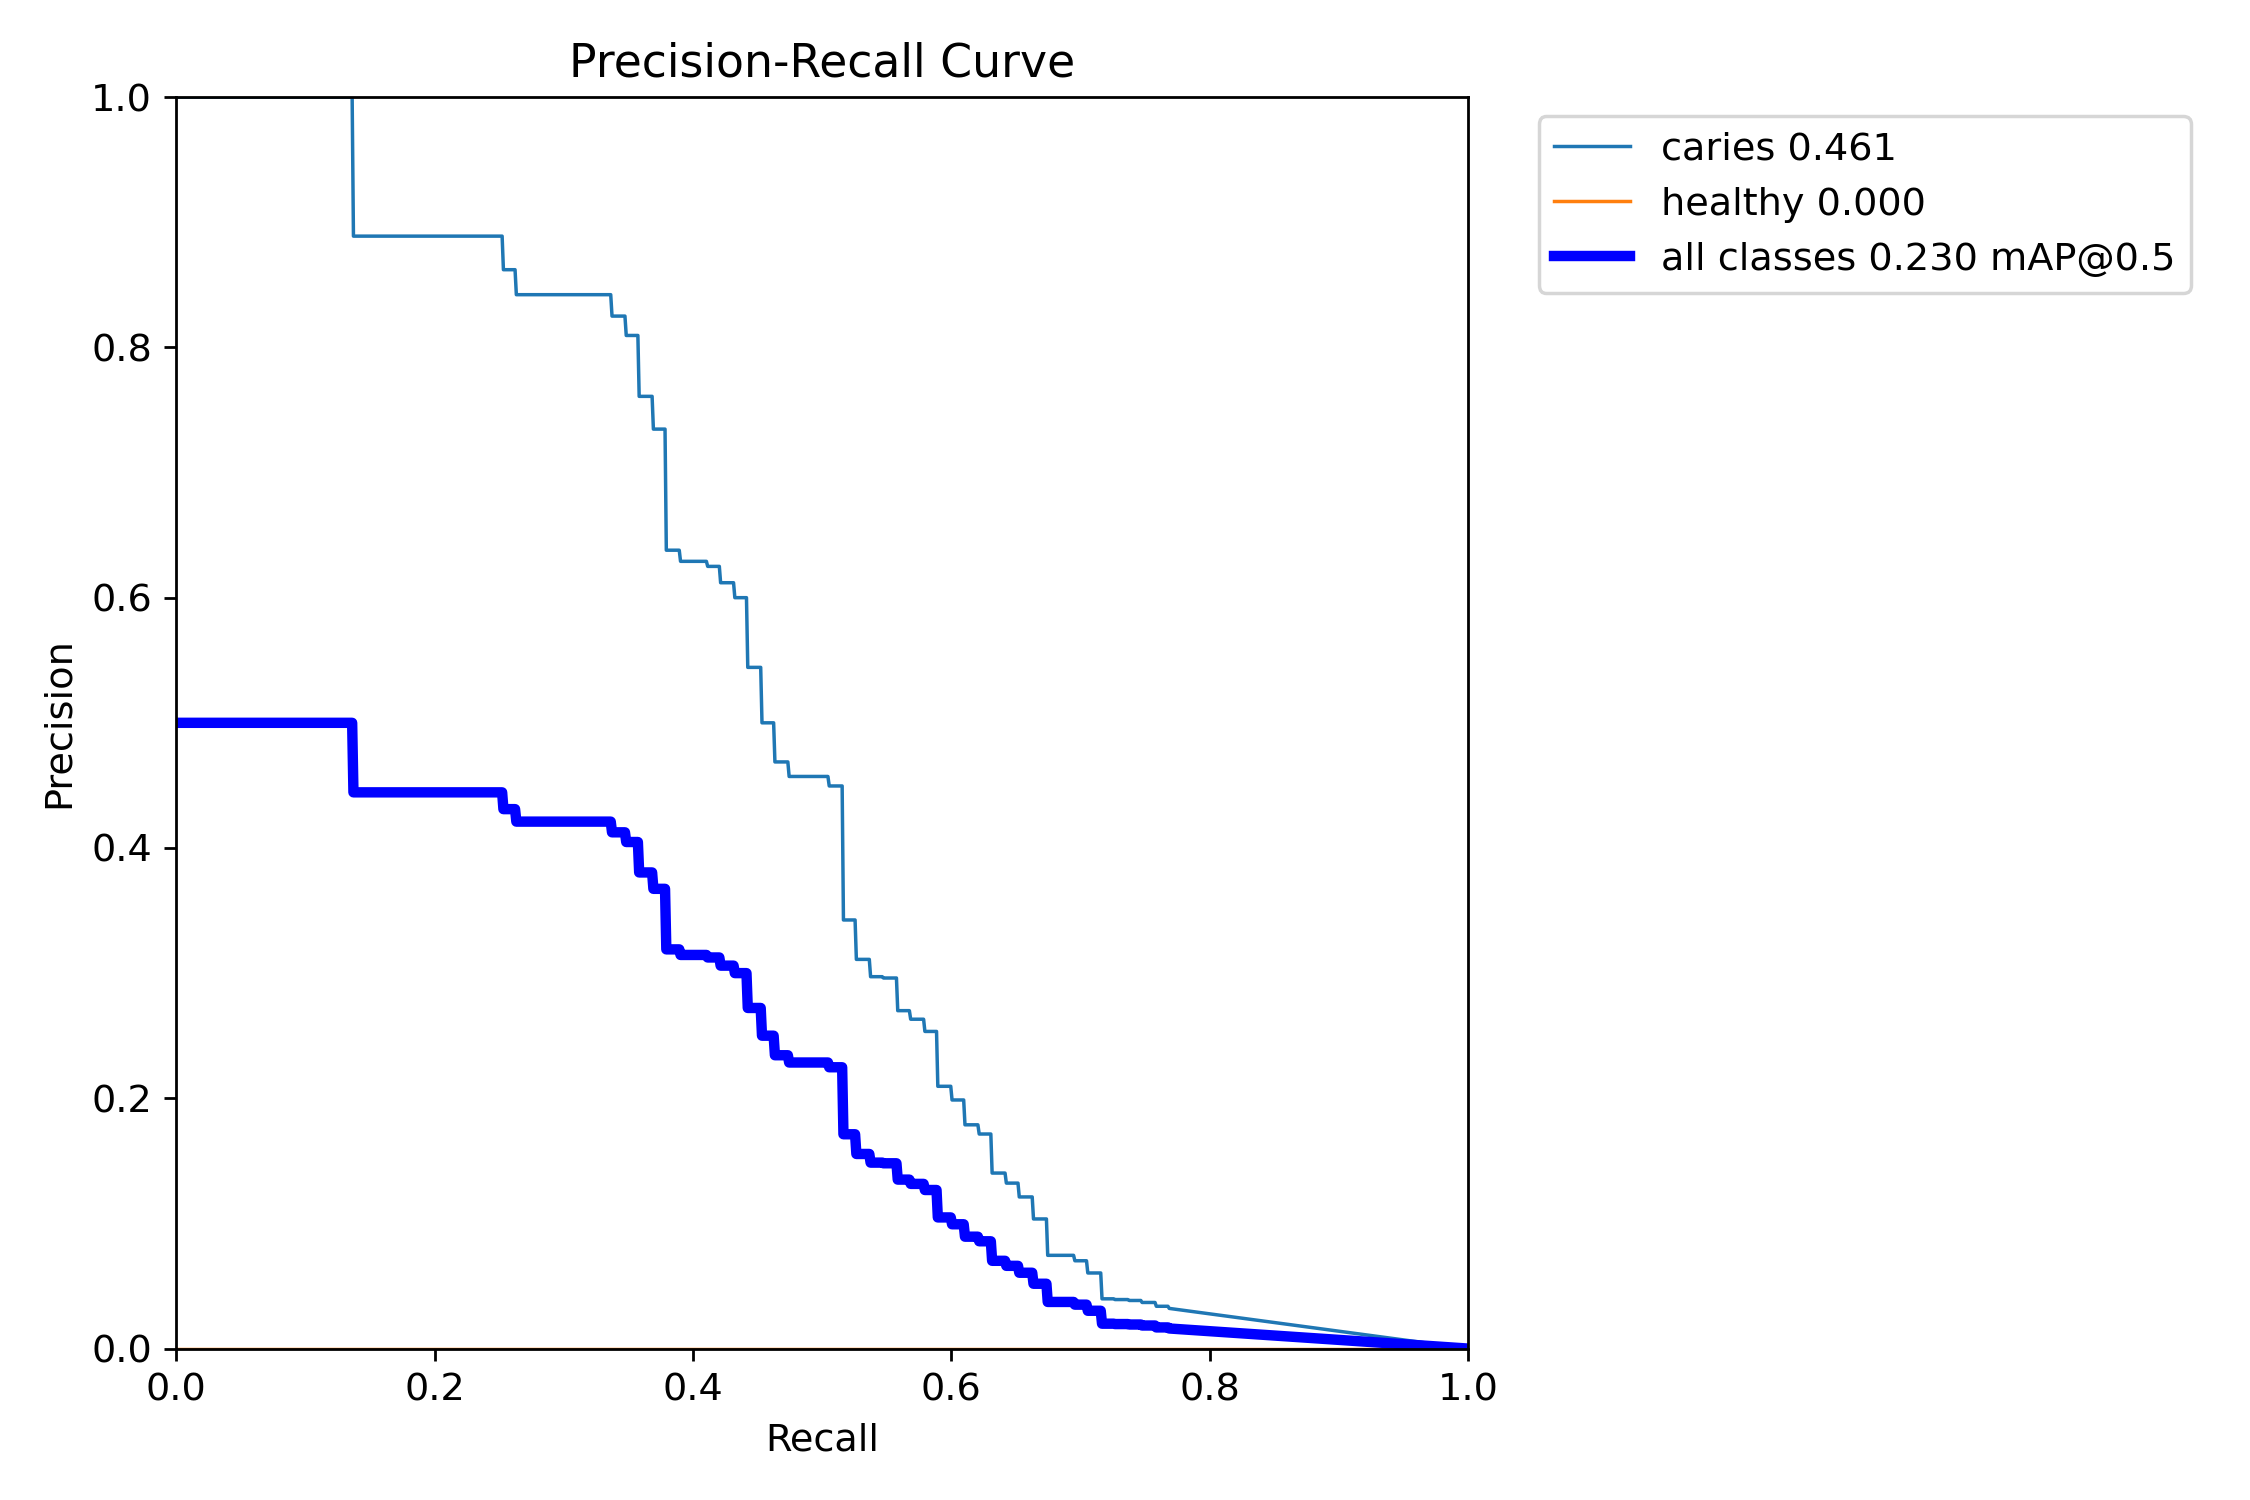 Precision-Recall Curve
1.0
0.8
0.6
0.4
0.2
0.0
Precision
0.0 0.2 0.4 0.6 0.8 1.0
Recall
caries 0.461
healthy 0.000
all classes 0.230 mAP@0.5